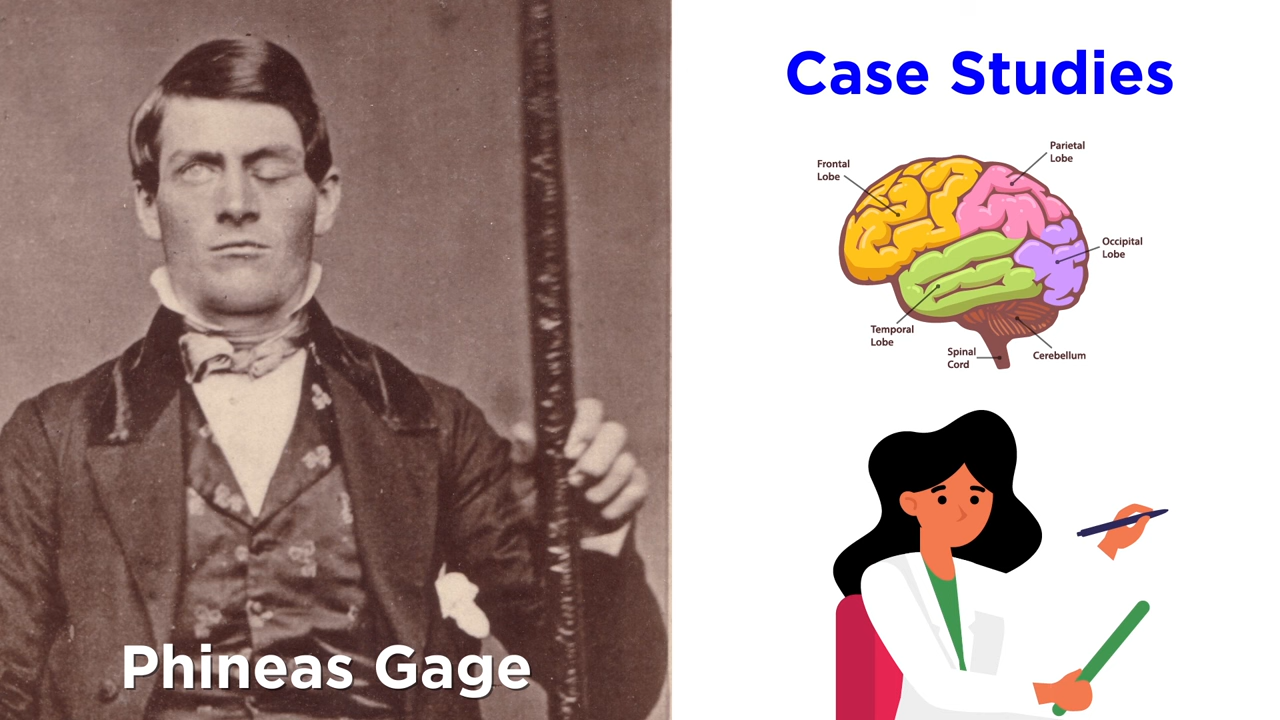 Case Studies
Frontal
Lobe
Parietal
Lobe
Occipital
Lobe
Temporal
Lobe
Spinal
Cord
Cerebellum
Phineas Gage